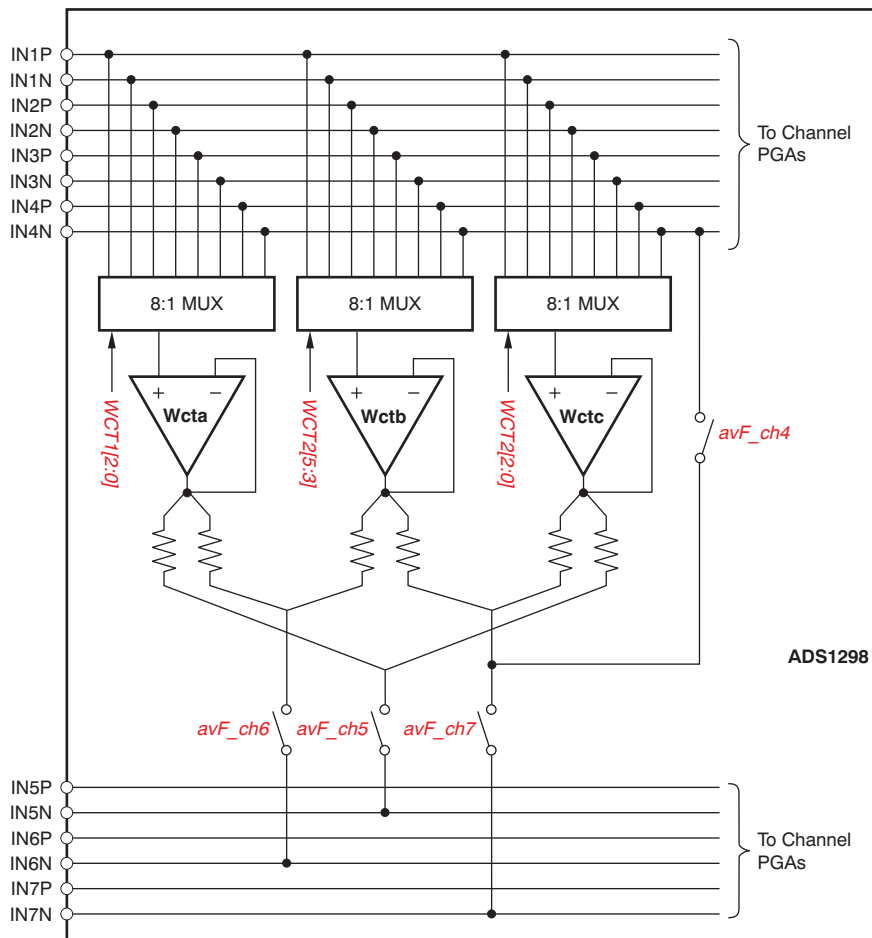 IN1P
IN1N
IN2P
IN2N
IN3P
IN3N
IN4P
IN4N
To Channel
PGAs
8:1 MUX
8:1 MUX
8:1 MUX
WCT1[2:0]
+ −
Wcta
WCT2[5:3]
+ −
Wctb
WCT2[2:0]
+ −
Wctc
avF_ch4
ADS1298
avF_ch6
avF_ch5
avF_ch7
IN5P
IN5N
IN6P
IN6N
IN7P
IN7N
To Channel
PGAs